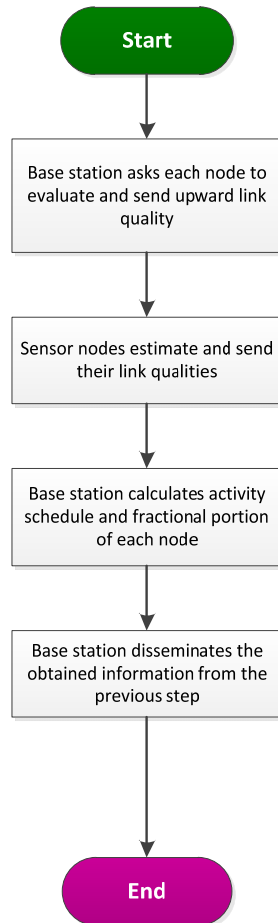 Start
Base station asks each node to
evaluate and send upward link
quality
Sensor nodes estimate and send
their link qualities
Base station calculates activity
schedule and fractional portion
of each node
Base station disseminates the
obtained information from the
previous step
End